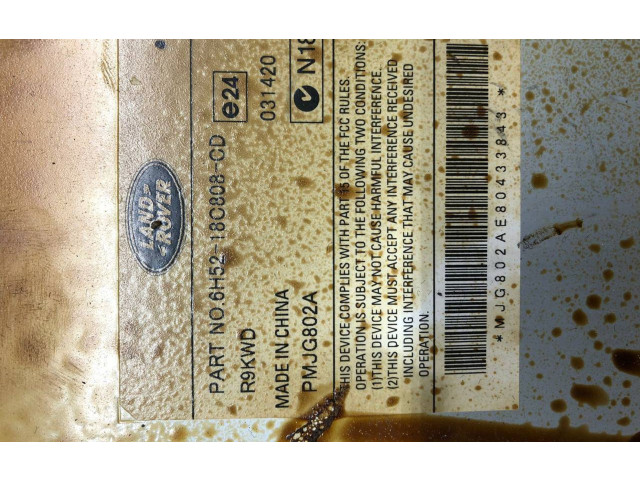 LAND-
-ROVER
PART NO.6H52-18C808-CD
R9KWD
e24
MADE IN CHINA
031420
PMJG802A
N18
THIS DEVICE COMPLIES WITH PART 15 OF THE FCC RULES.
OPERATION IS SUBJECT TO THE FOLLOWING TWO CONDITIONS:
(1)THIS DEVICE MAY NOT CAUSE HARMFUL INTERFERENCE.
(2)THIS DEVICE MUST ACCEPT ANY INTERFERENCE RECEIVED
INCLUDING INTERFERENCE THAT MAY CAUSE UNDESIRED
OPERATION.
*MJG802AE80433843*